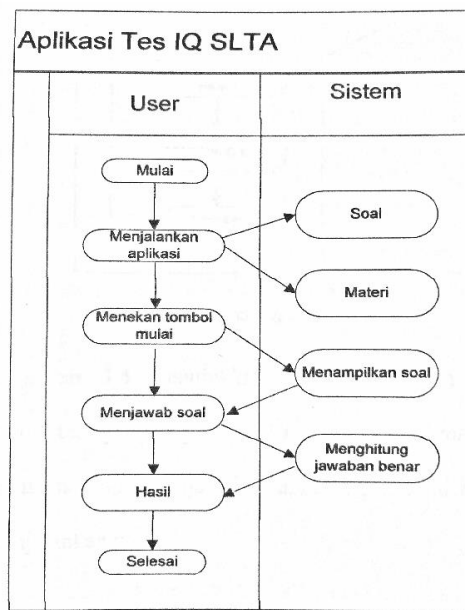 Aplikasi Tes IQ SLTA
User
Sistem
Mulai
Menjalankan
aplikasi
Soal
Materi
Menekan tombol
mulai
Menampilkan soal
Menjawab soal
Menghitung
jawaban benar
Hasil
Selesai